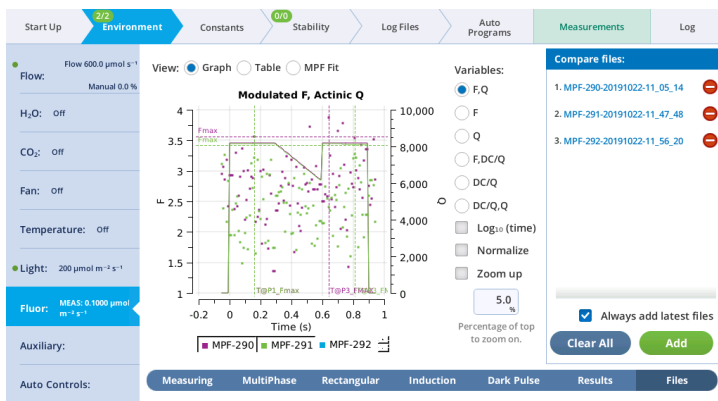 2/2
0/0
Start Up
Environment
Constants
Stability
Log Files
Auto
Programs
Measurements
Log
Flow:
Flow 600.0 µmol s⁻¹
Manual 0.0 %
H₂O: Off
CO₂: Off
Fan: Off
Temperature: Off
Light: 200 µmol m⁻² s⁻¹
Fluor:
MEAS: 0.1000 µmol
m⁻² s⁻¹
Auxiliary:
Auto Controls:
View: Graph Table MPF Fit
Modulated F, Actinic Q
4
3.5
3
2.5
2
1.5
1
F
Fmax
Fmax
10,000
8,000
6,000
4,000
2,000
0
Q
T@P1_Fmax
-0.2 0 0.2 0.4 0.6 0.8 1
Time (s)
MPF-290 MPF-291 MPF-292
Variables:
F,Q
F
Q
F,DC/Q
DC/Q
DC/Q,Q
Log₁₀ (time)
Normalize
Zoom up
5.0
%
Percentage of top
to zoom on.
Compare files:
1. MPF-290-20191022-11_05_14
2. MPF-291-20191022-11_47_48
3. MPF-292-20191022-11_56_20
Always add latest files
Clear All
Add
Measuring
MultiPhase
Rectangular
Induction
Dark Pulse
Results
Files